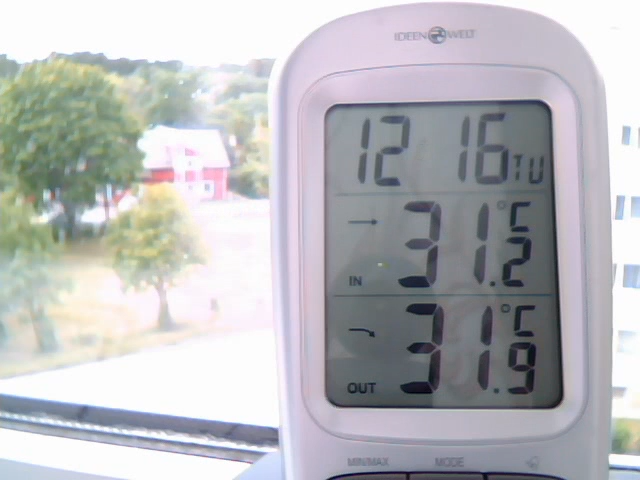 IDEEN WELT
12 16 TU
→ 31.2 °C
IN
31.9 °C
OUT
MIN/MAX MODE